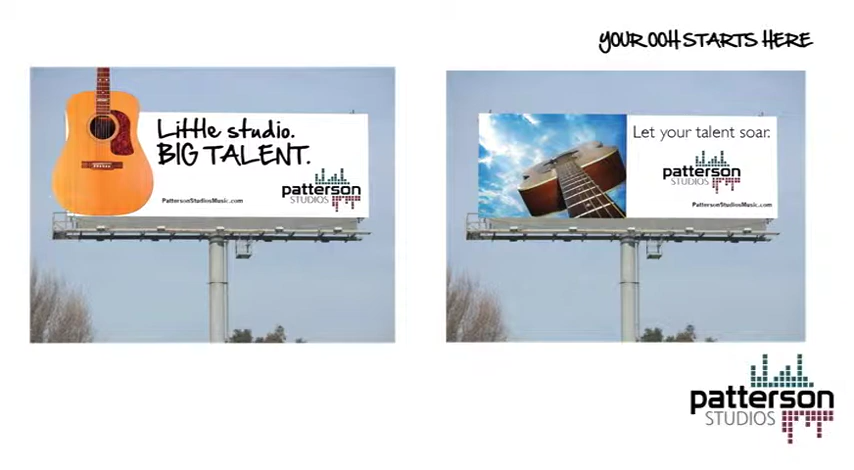 YOUR OOH STARTS HERE
Little studio.
BIG TALENT.
PattersonStudiosMusic.com
patterson
STUDIOS
Let your talent soar.
patterson
STUDIOS
PattersonStudiosMusic.com
patterson
STUDIOS